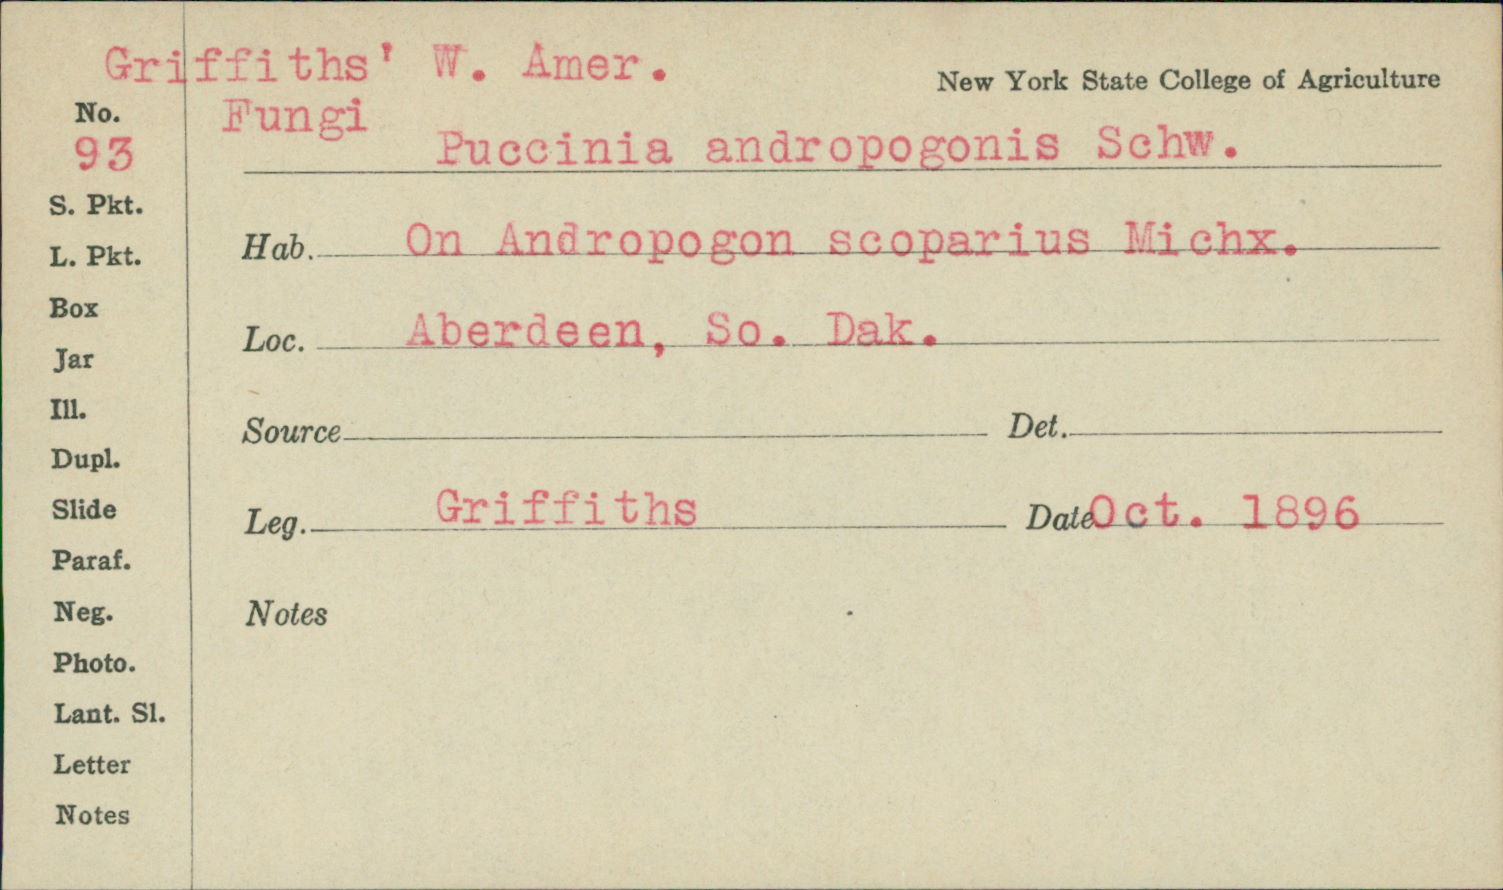 Griffiths' W. Amer.
New York State College of Agriculture
No.
Fungi
93
Puccinia andropogonis Schw.
S. Pkt.
L. Pkt.
Hab. On Andropogon scoparius Michx.
Box
Loc. Aberdeen, So. Dak.
Jar
Ill.
Source Det.
Dupl.
Slide
Leg. Griffiths Date Oct. 1896
Paraf.
Neg.
Notes
Photo.
Lant. Sl.
Letter
Notes